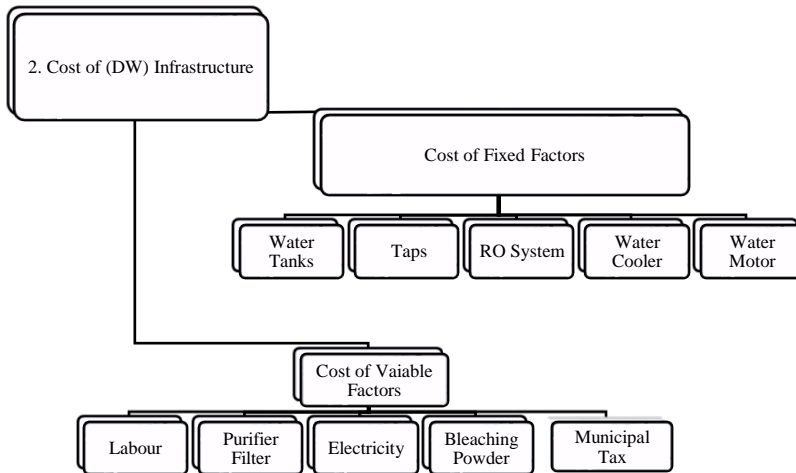 2. Cost of (DW) Infrastructure
Cost of Fixed Factors
Water
Tanks
Taps
RO System
Water
Cooler
Water
Motor
Cost of Vaiable
Factors
Labour
Purifier
Filter
Electricity
Bleaching
Powder
Municipal
Tax